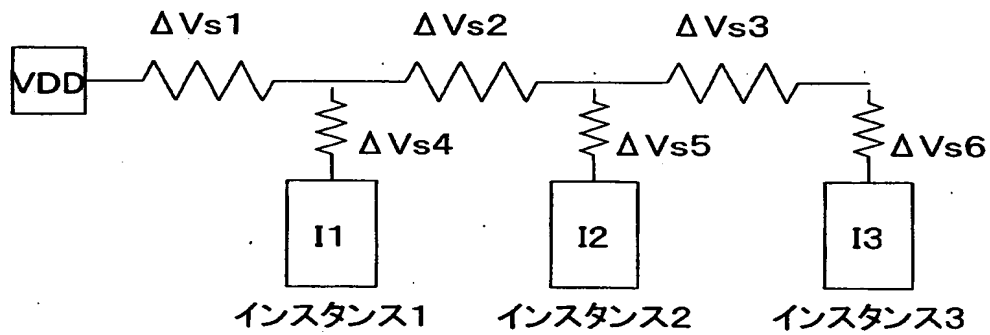 ΔVs1
ΔVs2
ΔVs3
VDD
ΔVs4
ΔVs5
ΔVs6
I1
I2
I3
インスタンス1
インスタンス2
インスタンス3